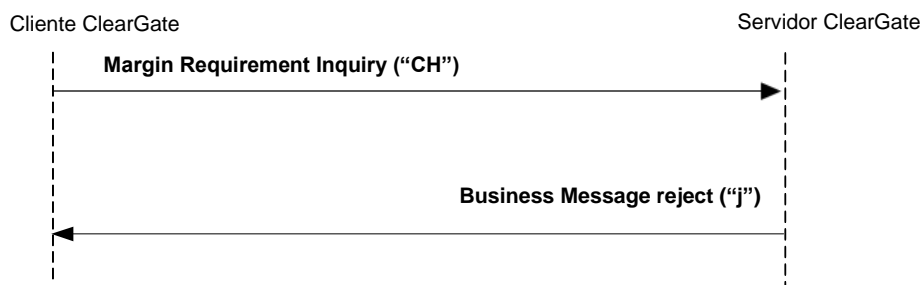 Cliente ClearGate
Servidor ClearGate
Margin Requirement Inquiry (“CH”)
Business Message reject (“j”)